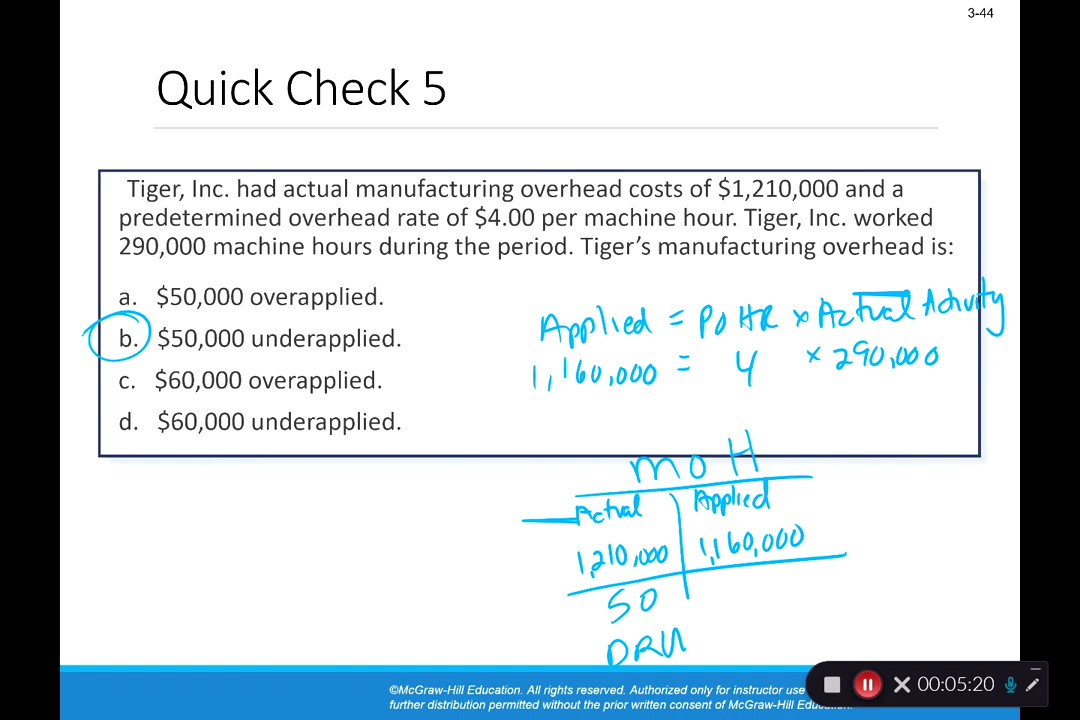 3-44
Quick Check 5
Tiger, Inc. had actual manufacturing overhead costs of $1,210,000 and a
predetermined overhead rate of $4.00 per machine hour. Tiger, Inc. worked
290,000 machine hours during the period. Tiger’s manufacturing overhead is:
a. $50,000 overapplied.
b. $50,000 underapplied.
c. $60,000 overapplied.
d. $60,000 underapplied.
Applied = POHR × Actual Activity
1,160,000 = 4 × 290,000
MOH
Actual Applied
1,210,000 1,160,000
50
DRU
©McGraw-Hill Education. All rights reserved. Authorized only for instructor use
further distribution permitted without the prior written consent of McGraw-Hill Education.
00:05:20